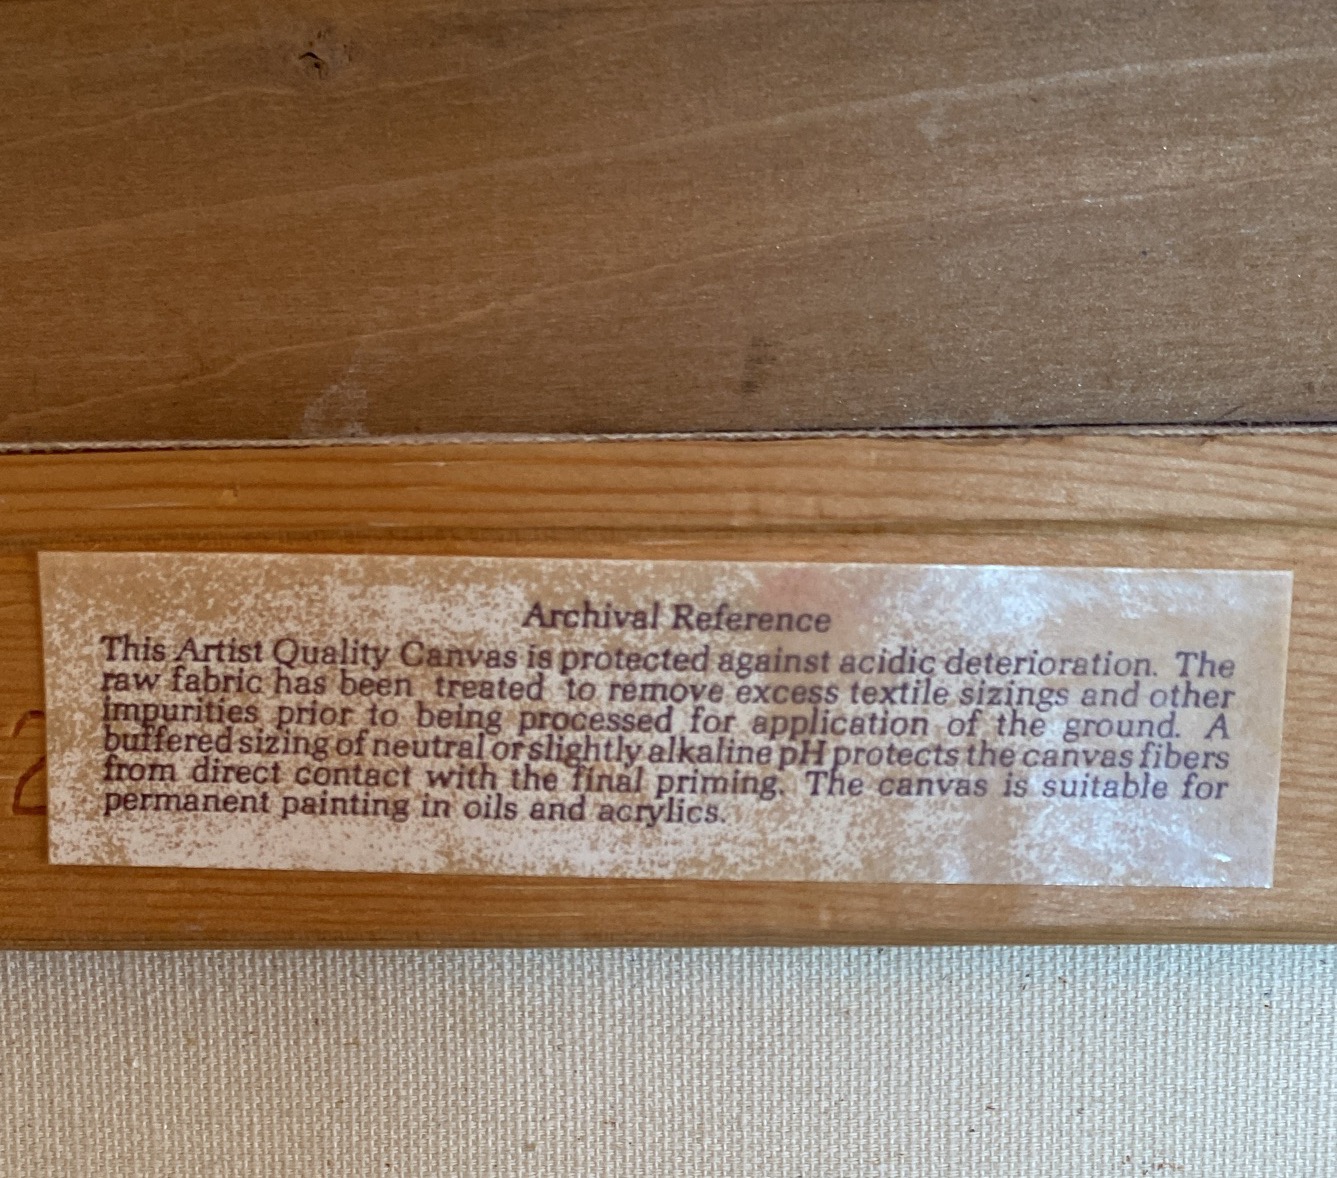 Archival Reference
This Artist Quality Canvas is protected against acidic deterioration. The
raw fabric has been treated to remove excess textile sizings and other
impurities prior to being processed for application of the ground. A
buffered sizing of neutral or slightly alkaline pH protects the canvas fibers
from direct contact with the final priming. The canvas is suitable for
permanent painting in oils and acrylics.
2